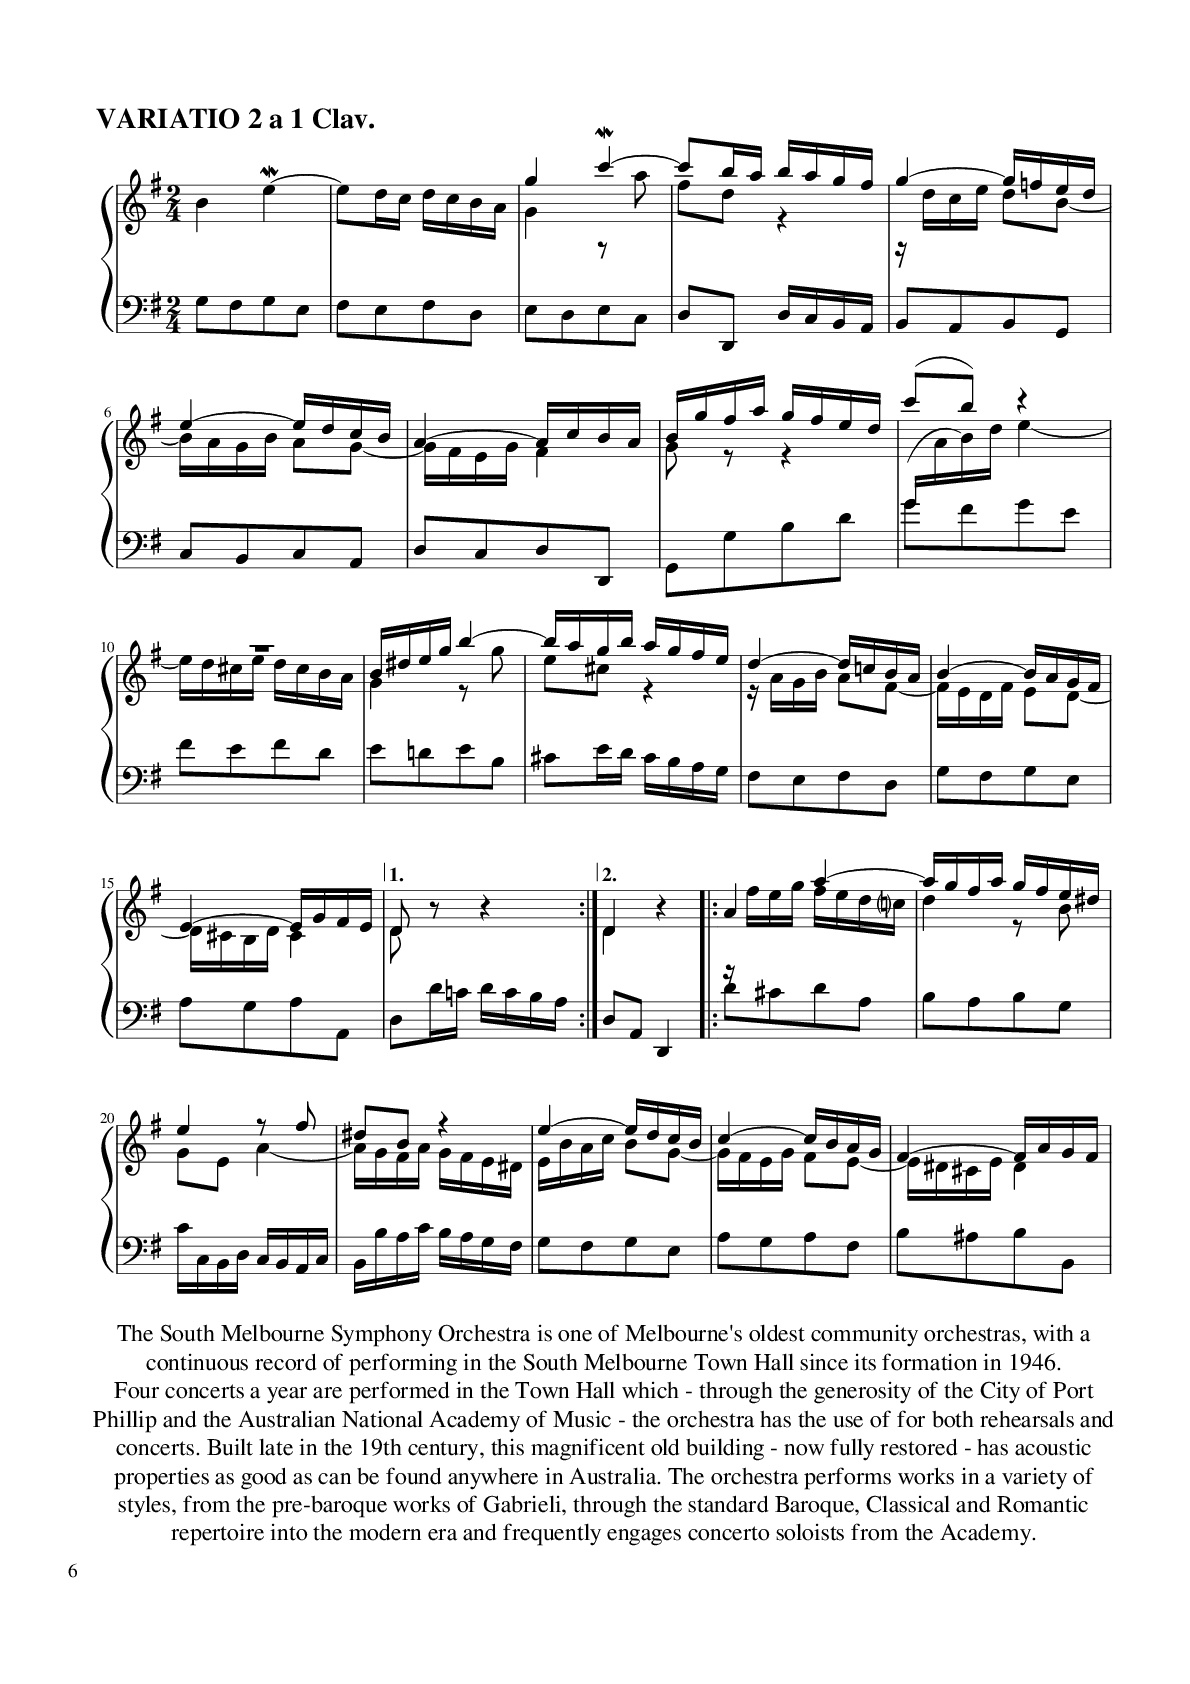 VARIATIO 2 a 1 Clav.
2
4
2
4
6
10
15
1.
2.
20
The South Melbourne Symphony Orchestra is one of Melbourne's oldest community orchestras, with a
continuous record of performing in the South Melbourne Town Hall since its formation in 1946.
Four concerts a year are performed in the Town Hall which - through the generosity of the City of Port
Phillip and the Australian National Academy of Music - the orchestra has the use of for both rehearsals and
concerts. Built late in the 19th century, this magnificent old building - now fully restored - has acoustic
properties as good as can be found anywhere in Australia. The orchestra performs works in a variety of
styles, from the pre-baroque works of Gabrieli, through the standard Baroque, Classical and Romantic
repertoire into the modern era and frequently engages concerto soloists from the Academy.
6